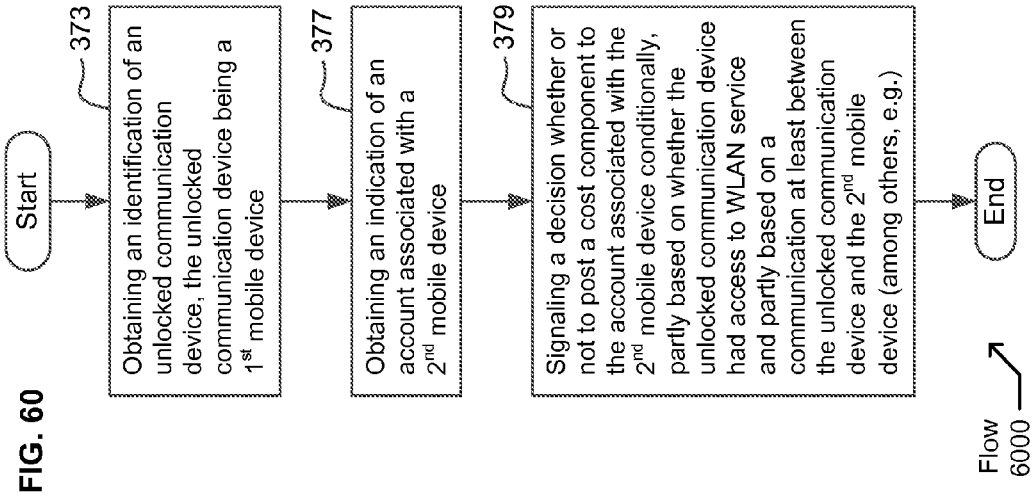 FIG. 60
Start
373
Obtaining an identification of an
unlocked communication
device, the unlocked
communication device being a
1st mobile device
377
Obtaining an indication of an
account associated with a
2nd mobile device
379
Signaling a decision whether or
not to post a cost component to
the account associated with the
2nd mobile device conditionally,
partly based on whether the
unlocked communication device
had access to WLAN service
and partly based on a
communication at least between
the unlocked communication
device and the 2nd mobile
device (among others, e.g.)
End
Flow
6000